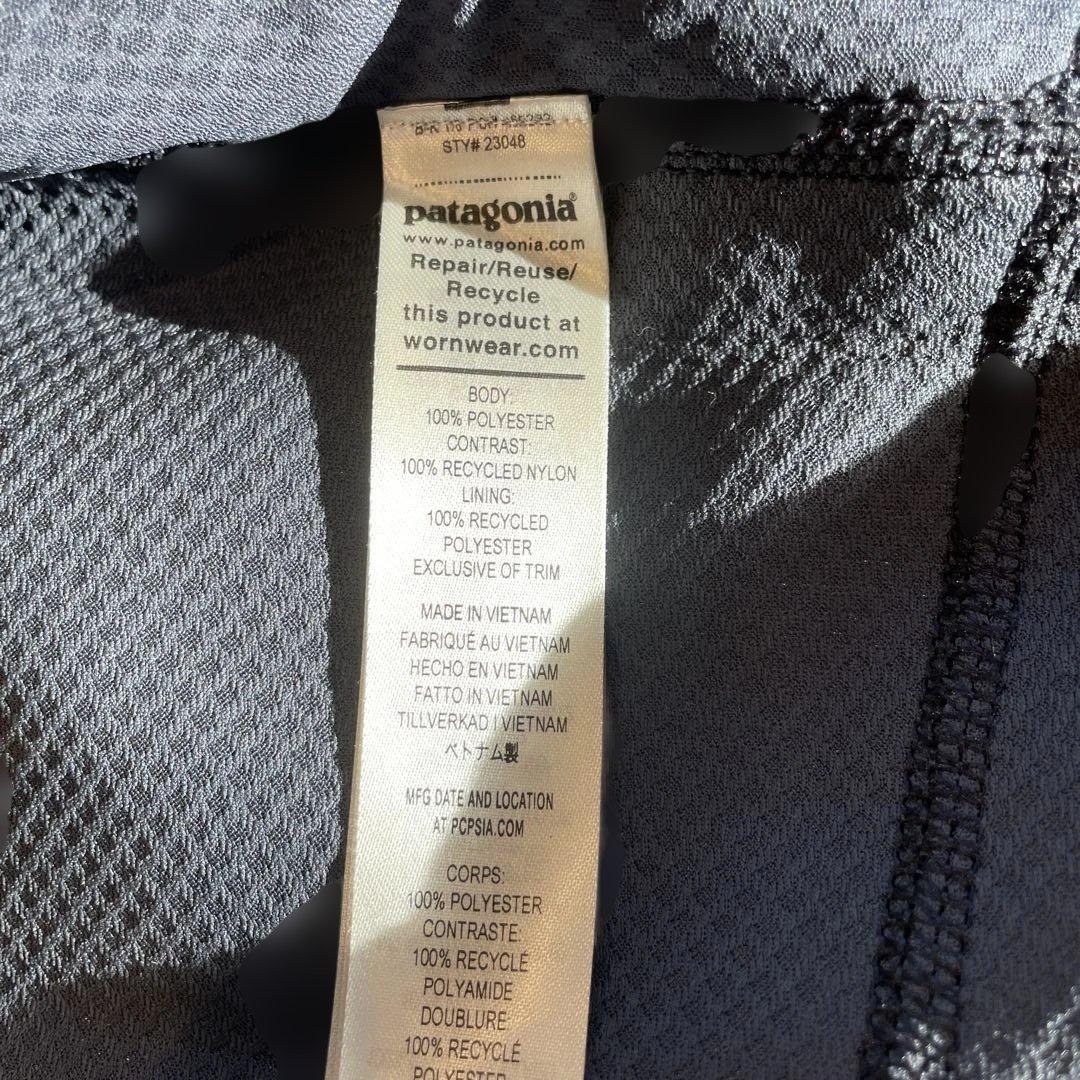 STY# 23048
patagonia®
www.patagonia.com
Repair/Reuse/
Recycle
this product at
wornwear.com
BODY:
100% POLYESTER
CONTRAST:
100% RECYCLED NYLON
LINING:
100% RECYCLED
POLYESTER
EXCLUSIVE OF TRIM
MADE IN VIETNAM
FABRIQUÉ AU VIETNAM
HECHO EN VIETNAM
FATTO IN VIETNAM
TILLVERKAD I VIETNAM
ベトナム製
MFG DATE AND LOCATION
AT PCPSIA.COM
CORPS:
100% POLYESTER
CONTRASTE:
100% RECYCLÉ
POLYAMIDE
DOUBLURE:
100% RECYCLÉ
POLYESTER